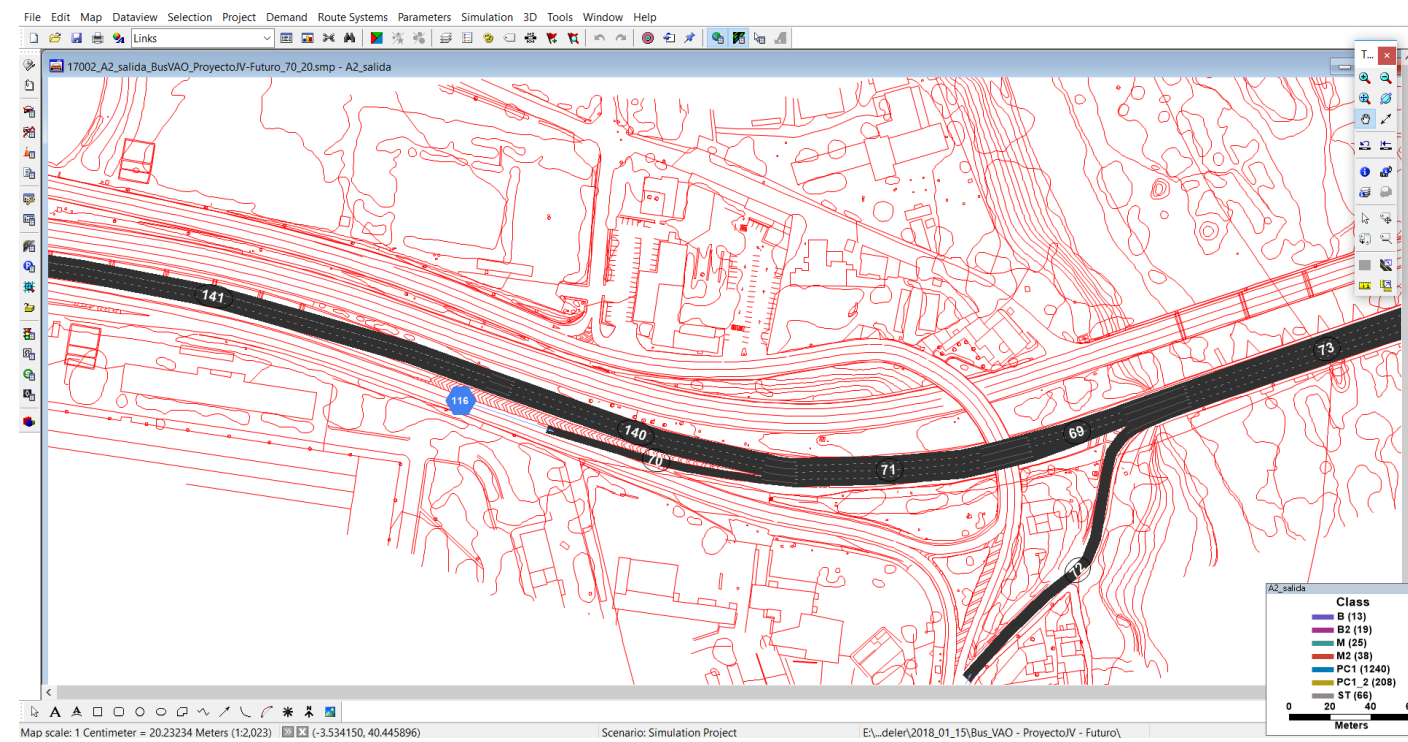 File Edit Map Dataview Selection Project Demand Route Systems Parameters Simulation 3D Tools Window Help
Links
17002_A2_salida_BusVAO_ProyectoJV-Futuro_70_20.smp - A2_salida
T...
141
73
116
140
69
70
71
72
A2_salida
Class
B (13)
B2 (19)
M (25)
M2 (38)
PC1 (1240)
PC1_2 (208)
ST (66)
0 20 40
Meters
Map scale: 1 Centimeter = 20.23234 Meters (1:2,023) (-3.534150, 40.445896) Scenario: Simulation Project E:\...deler\2018_01_15\Bus_VAO - ProyectoJV - Futuro\